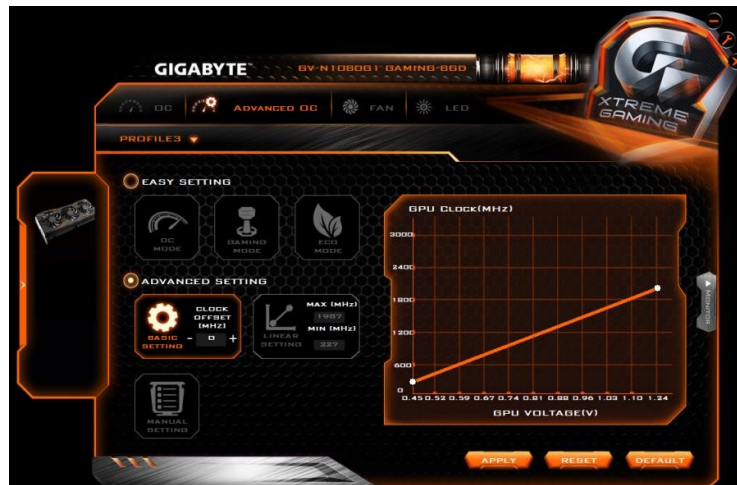 GIGABYTE
GV-N1080G1 GAMING-8GD
XTREME
GAMING
OC
ADVANCED OC
FAN
LED
PROFILE3
EASY SETTING
OC
MODE
GAMING
MODE
ECO
MODE
ADVANCED SETTING
BASIC
SETTING
CLOCK
OFFSET
(MHz)
- 0 +
LINEAR
SETTING
MAX (MHz)
1987
MIN (MHz)
227
MANUAL
SETTING
GPU CLOCK(MHz)
3000
2400
1800
1200
600
0
0.45 0.52 0.59 0.67 0.74 0.81 0.88 0.96 1.03 1.10 1.24
GPU VOLTAGE(V)
MONITOR
APPLY
RESET
DEFAULT